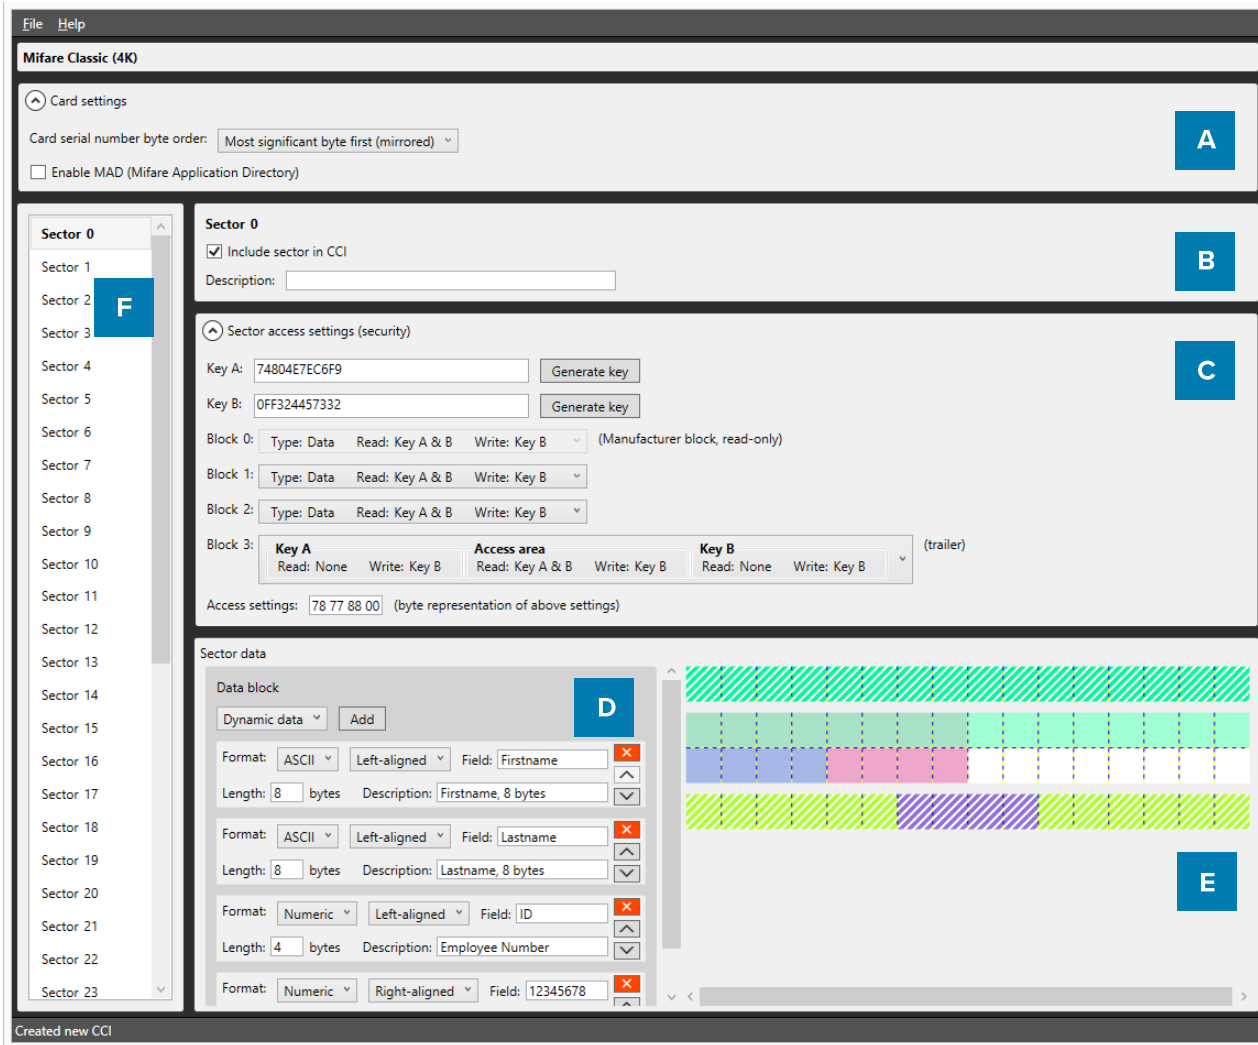 File Help
Mifare Classic (4K)
Card settings
Card serial number byte order: Most significant byte first (mirrored)
A
Enable MAD (Mifare Application Directory)
Sector 0
Sector 1
Sector 2
Sector 3
Sector 4
Sector 5
Sector 6
Sector 7
Sector 8
Sector 9
Sector 10
Sector 11
Sector 12
Sector 13
Sector 14
Sector 15
Sector 16
Sector 17
Sector 18
Sector 19
Sector 20
Sector 21
Sector 22
Sector 23
F
Sector 0
Include sector in CCI
Description:
B
Sector access settings (security)
Key A: 74804E7EC6F9 Generate key
C
Key B: 0FF324457332 Generate key
Block 0: Type: Data Read: Key A & B Write: Key B (Manufacturer block, read-only)
Block 1: Type: Data Read: Key A & B Write: Key B
Block 2: Type: Data Read: Key A & B Write: Key B
Block 3: Key A Access area Key B (trailer)
Read: None Write: Key B Read: Key A & B Write: Key B Read: None Write: Key B
Access settings: 78 77 88 00 (byte representation of above settings)
Sector data
Data block
D
Dynamic data Add
Format: ASCII Left-aligned Field: Firstname
Length: 8 bytes Description: Firstname, 8 bytes
Format: ASCII Left-aligned Field: Lastname
Length: 8 bytes Description: Lastname, 8 bytes
Format: Numeric Left-aligned Field: ID
Length: 4 bytes Description: Employee Number
Format: Numeric Right-aligned Field: 12345678
E
Created new CCI